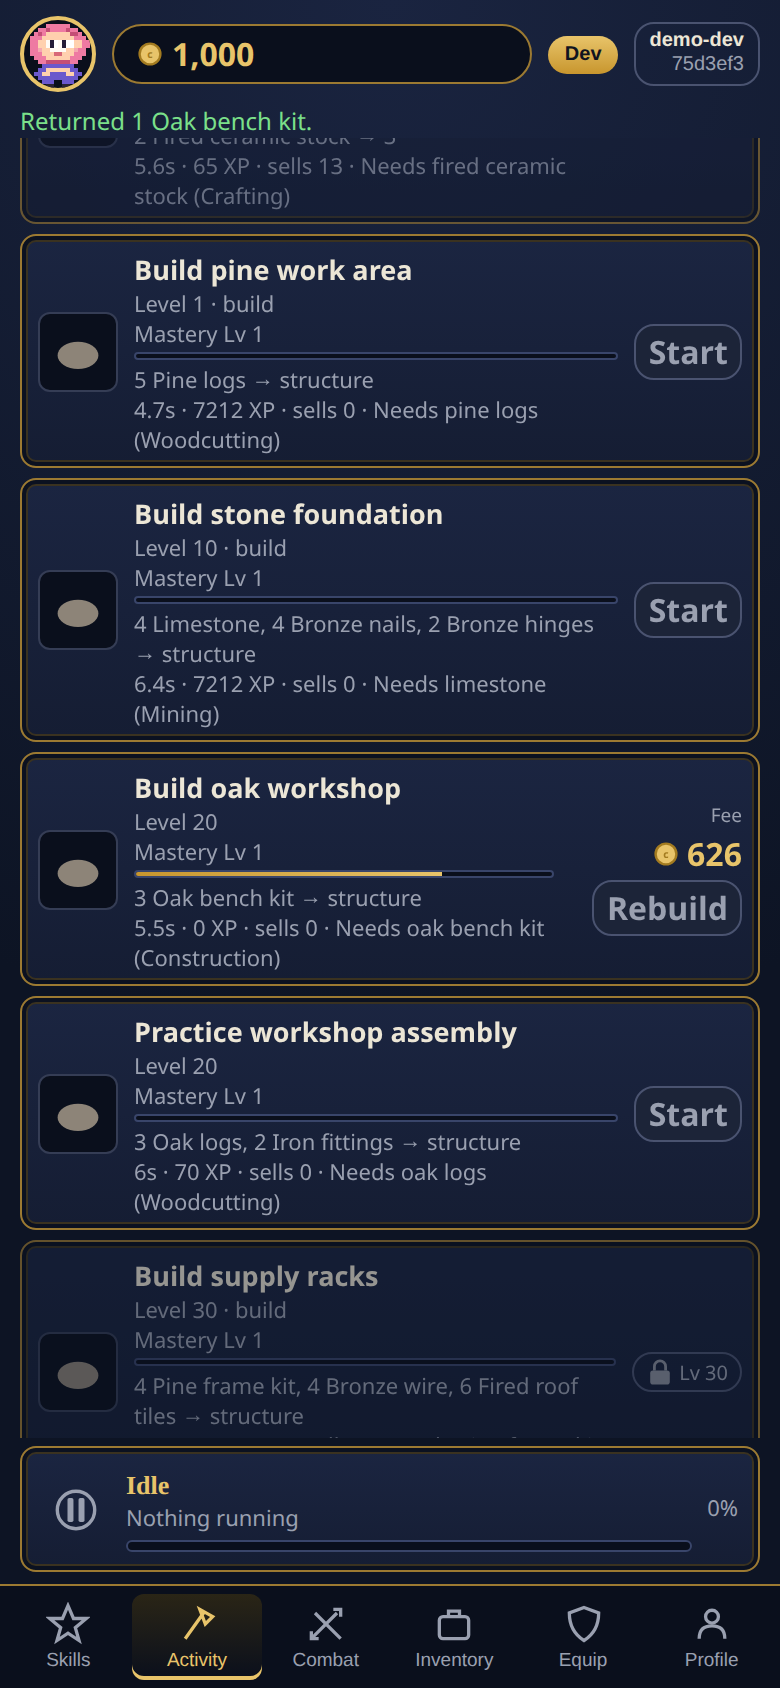 1,000
Dev
demo-dev
75d3ef3
Returned 1 Oak bench kit.
2 Fired ceramic stock → 3
5.6s · 65 XP · sells 13 · Needs fired ceramic
stock (Crafting)
Build pine work area
Level 1 · build
Mastery Lv 1
5 Pine logs → structure
4.7s · 7212 XP · sells 0 · Needs pine logs
(Woodcutting)
Start
Build stone foundation
Level 10 · build
Mastery Lv 1
4 Limestone, 4 Bronze nails, 2 Bronze hinges
→ structure
6.4s · 7212 XP · sells 0 · Needs limestone
(Mining)
Start
Build oak workshop
Level 20
Mastery Lv 1
3 Oak bench kit → structure
5.5s · 0 XP · sells 0 · Needs oak bench kit
(Construction)
Fee
626
Rebuild
Practice workshop assembly
Level 20
Mastery Lv 1
3 Oak logs, 2 Iron fittings → structure
6s · 70 XP · sells 0 · Needs oak logs
(Woodcutting)
Start
Build supply racks
Level 30 · build
Mastery Lv 1
4 Pine frame kit, 4 Bronze wire, 6 Fired roof
tiles → structure
Lv 30
Idle
Nothing running
0%
Skills
Activity
Combat
Inventory
Equip
Profile